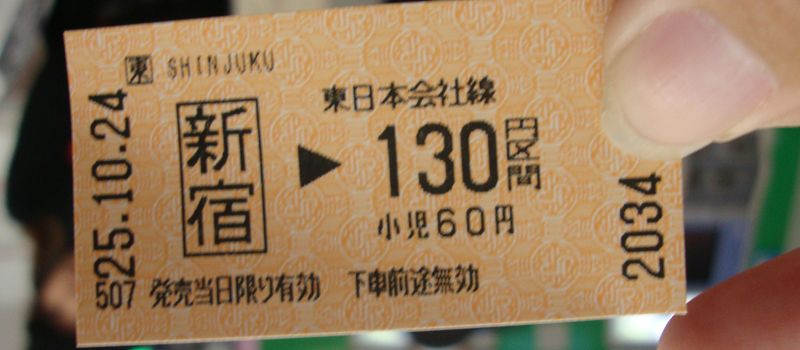 東 SHINJUKU
25.10.24
新宿
東日本会社線
▶ 130円区間
小児60円
2034
507 発売当日限り有効 下車前途無効